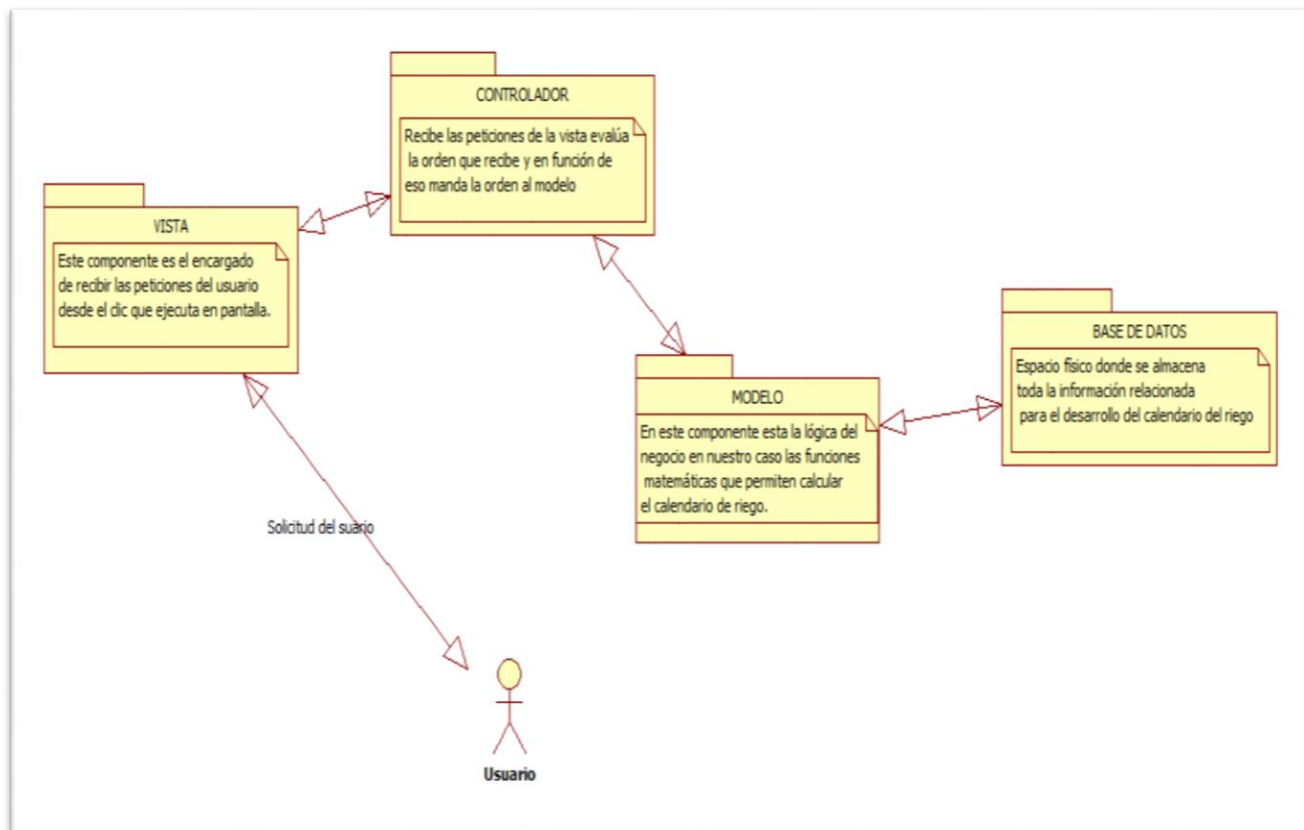 CONTROLADOR
Recibe las peticiones de la vista evalúa
la orden que recibe y en función de
eso manda la orden al modelo
VISTA
Este componente es el encargado
de recibir las peticiones del usuario
desde el clic que ejecuta en pantalla.
BASE DE DATOS
Espacio físico donde se almacena
toda la información relacionada
para el desarrollo del calendario del riego
MODELO
En este componente esta la lógica del
negocio en nuestro caso las funciones
matemáticas que permiten calcular
el calendario de riego.
Solicitud del suario
Usuario